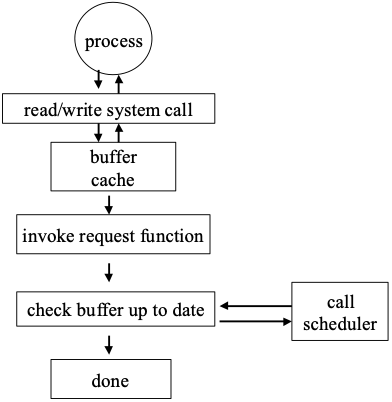 process
read/write system call
buffer
cache
invoke request function
check buffer up to date
call
scheduler
done